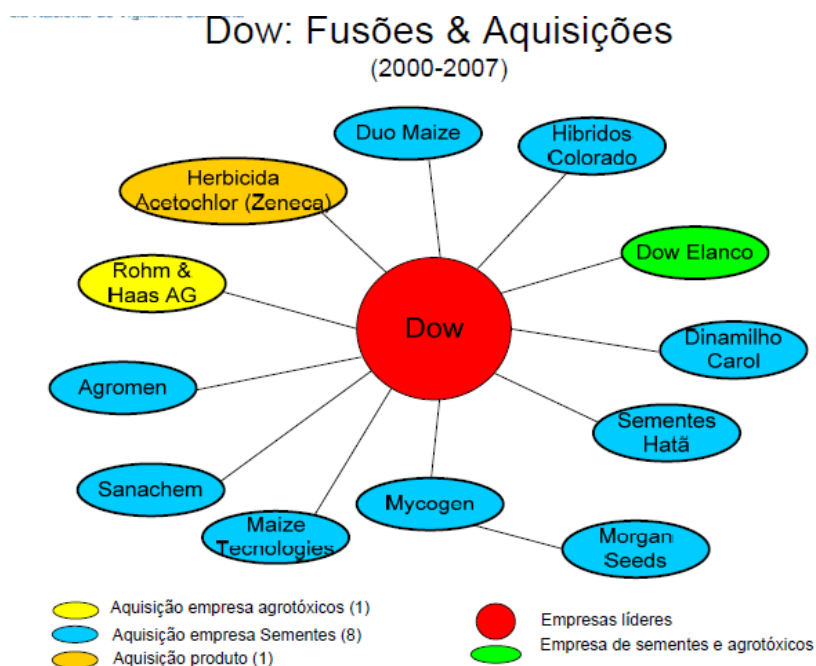 Dow: Fusões & Aquisições
(2000-2007)
Duo Maize
Hibridos
Colorado
Herbicida
Acetochlor (Zeneca)
Dow Elanco
Rohm &
Haas AG
Dow
Dinamilho
Carol
Agromen
Sementes
Hatã
Sanachem
Mycogen
Maize
Tecnologies
Morgan
Seeds
Aquisição empresa agrotóxicos (1)
Aquisição empresa Sementes (8)
Aquisição produto (1)
Empresas líderes
Empresa de sementes e agrotóxicos